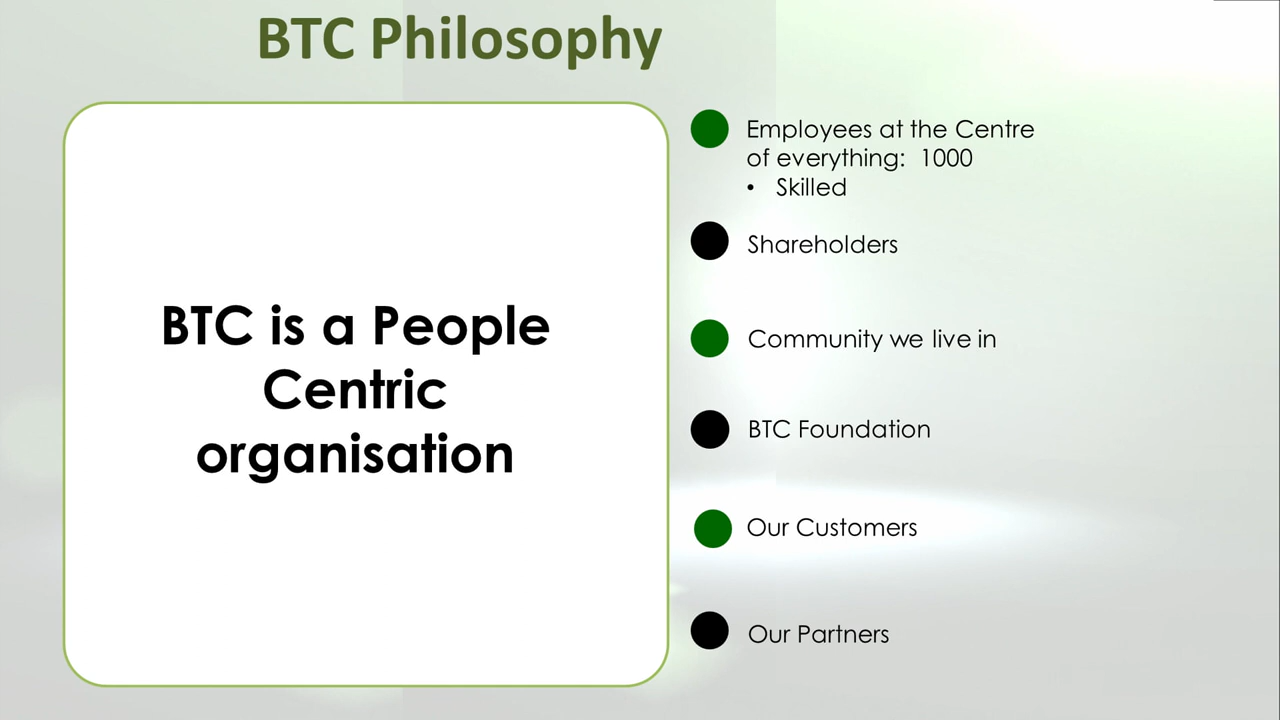 BTC Philosophy
BTC is a People
Centric
organisation
Employees at the Centre
of everything: 1000
• Skilled
Shareholders
Community we live in
BTC Foundation
Our Customers
Our Partners